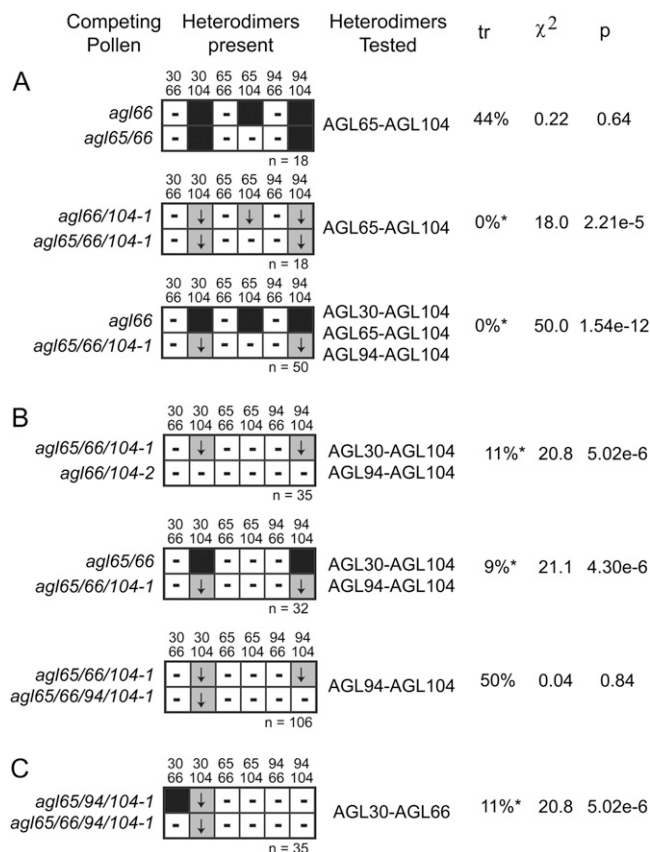 Competing Pollen Heterodimers present Heterodimers Tested tr χ2 p
A
30 30 65 65 94 94
66 104 66 104 66 104
agl66 -  -  -
agl65/66 -  - - -
AGL65-AGL104 44% 0.22 0.64
n = 18
30 30 65 65 94 94
66 104 66 104 66 104
agl66/104-1 - ↓ - ↓ - ↓
agl65/66/104-1 - ↓ - - - ↓
AGL65-AGL104 0%* 18.0 2.21e-5
n = 18
30 30 65 65 94 94
66 104 66 104 66 104
agl66 -  -  -
agl65/66/104-1 - ↓ - - - ↓
AGL30-AGL104
AGL65-AGL104 0%* 50.0 1.54e-12
AGL94-AGL104
n = 50
B
30 30 65 65 94 94
66 104 66 104 66 104
agl65/66/104-1 - ↓ - - - ↓
agl66/104-2 - - - - - -
AGL30-AGL104
AGL94-AGL104
11%* 20.8 5.02e-6
n = 35
30 30 65 65 94 94
66 104 66 104 66 104
agl65/66 -  - - -
agl65/66/104-1 - ↓ - - - ↓
AGL30-AGL104
AGL94-AGL104
9%* 21.1 4.30e-6
n = 32
30 30 65 65 94 94
66 104 66 104 66 104
agl65/66/104-1 - ↓ - - - ↓
agl65/66/94/104-1 - ↓ - - - -
AGL94-AGL104 50% 0.04 0.84
n = 106
C
30 30 65 65 94 94
66 104 66 104 66 104
agl65/94/104-1 ↓ - - - -
agl65/66/94/104-1 - ↓ - - - -
AGL30-AGL66 11%* 20.8 5.02e-6
n = 35